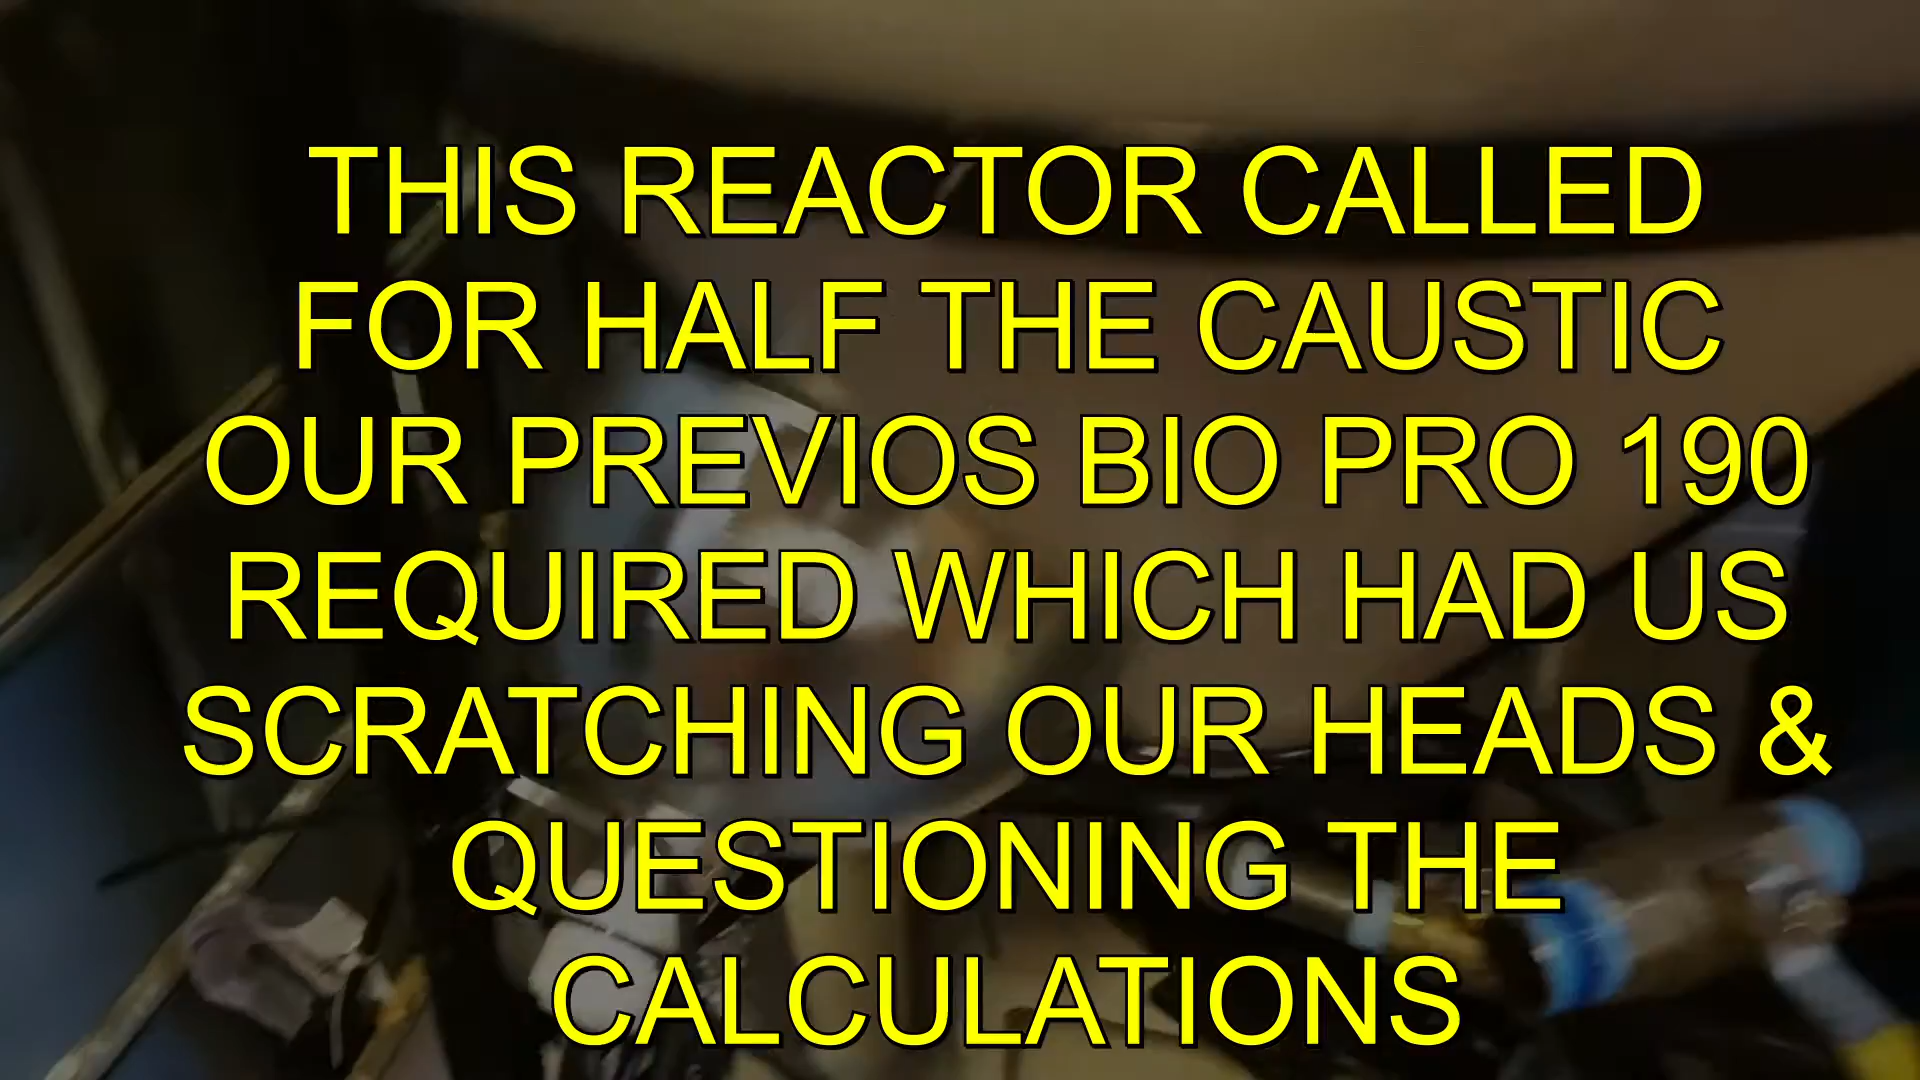 THIS REACTOR CALLED
FOR HALF THE CAUSTIC
OUR PREVIOS BIO PRO 190
REQUIRED WHICH HAD US
SCRATCHING OUR HEADS &
QUESTIONING THE
CALCULATIONS